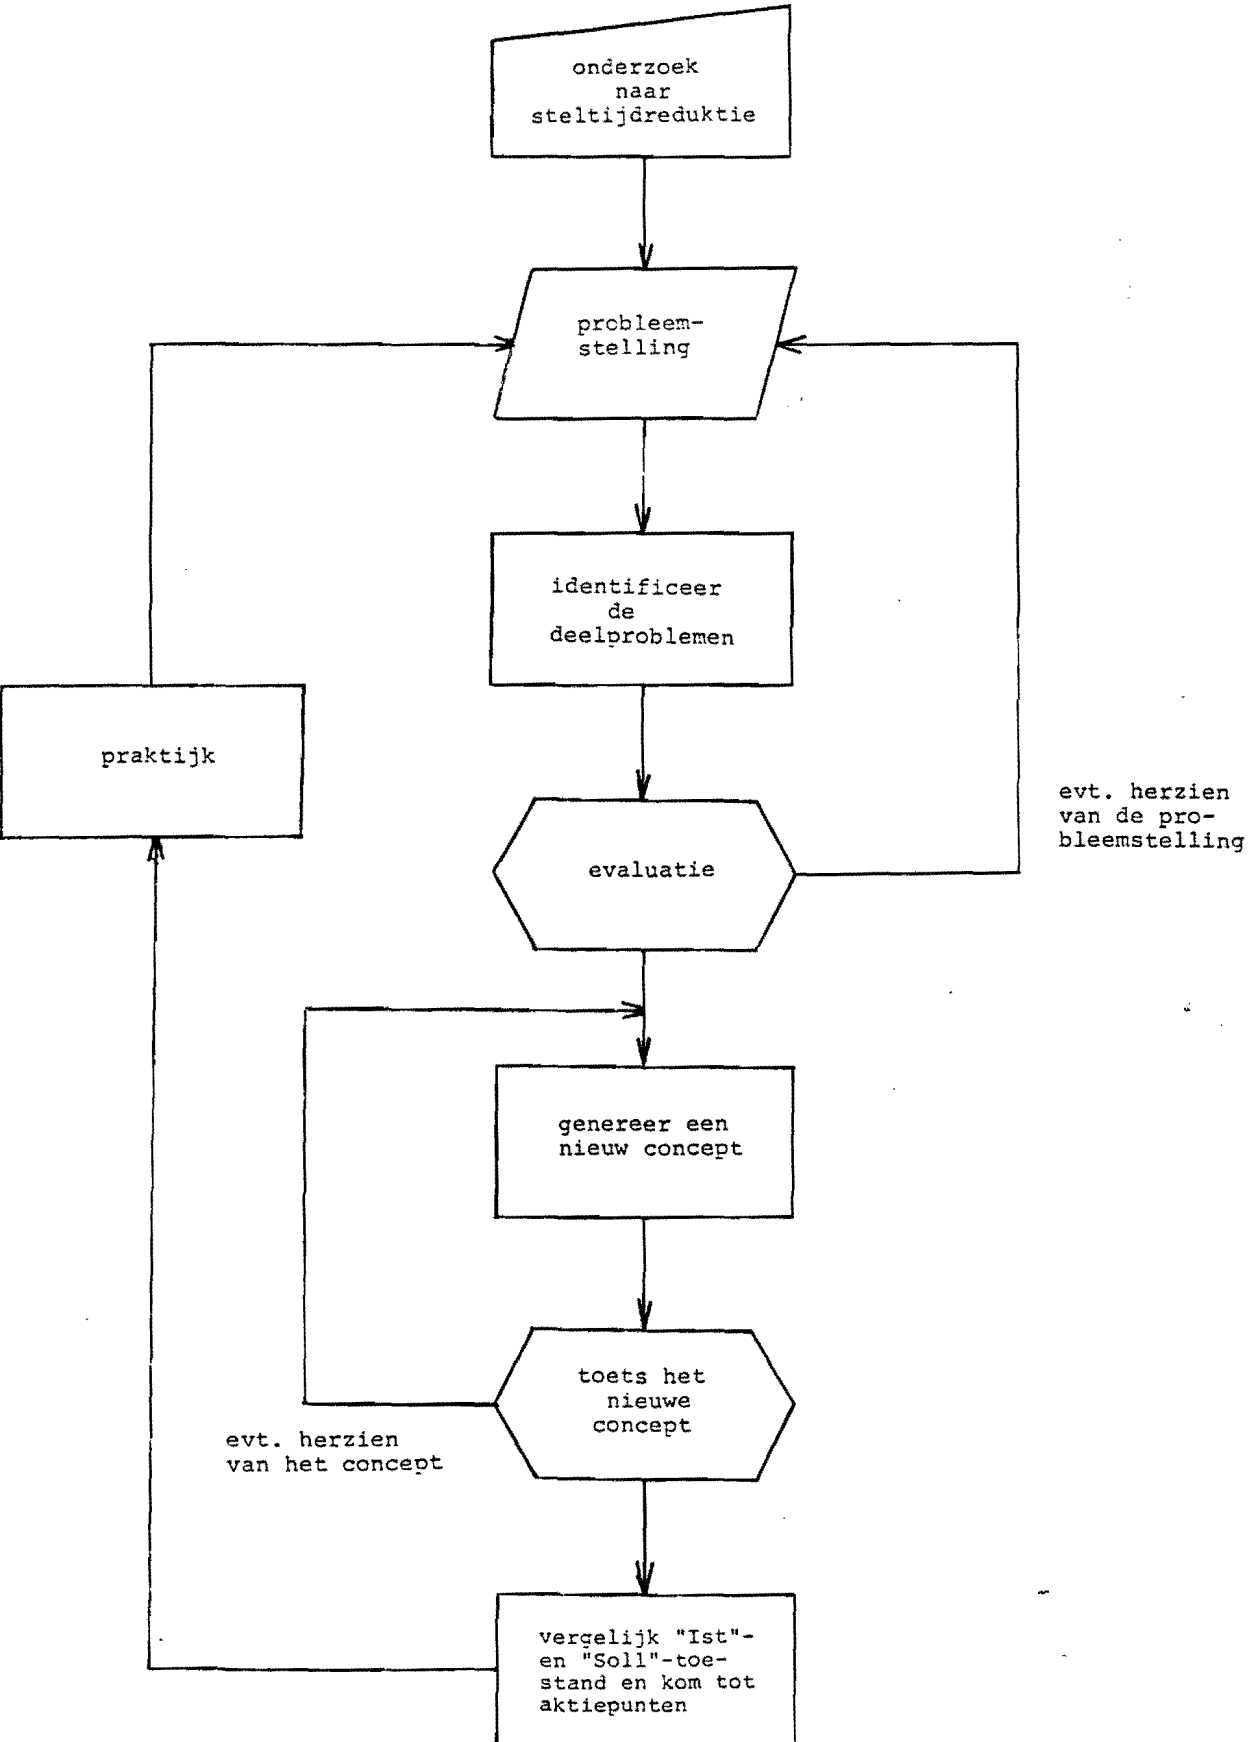 onderzoek
naar
steltijdreduktie
probleem-
stelling
identificeer
de
deelproblemen
praktijk
evt. herzien
van de pro-
bleemstelling
evaluatie
genereer een
nieuw concept
toets het
nieuwe
concept
evt. herzien
van het concept
vergelijk "Ist"-
en "Soll"-toe-
stand en kom tot
aktiepunten